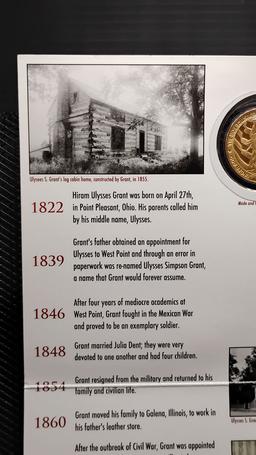 Ulysses S. Grant's log cabin home, constructed by Grant, in 1855.
Made and
1822
Hiram Ulysses Grant was born on April 27th,
in Point Pleasant, Ohio. His parents called him
by his middle name, Ulysses.
1839
Grant's father obtained an appointment for
Ulysses to West Point and through an error in
paperwork was re-named Ulysses Simpson Grant,
a name that Grant would forever assume.
1846
After four years of mediocre academics at
West Point, Grant fought in the Mexican War
and proved to be an exemplary soldier.
1848
Grant married Julia Dent; they were very
devoted to one another and had four children.
1854
Grant resigned from the military and returned to his
family and civilian life.
1860
Grant moved his family to Galena, Illinois, to work in
his father's leather store.
Ulysses S. Gran
After the outbreak of Civil War, Grant was appointed